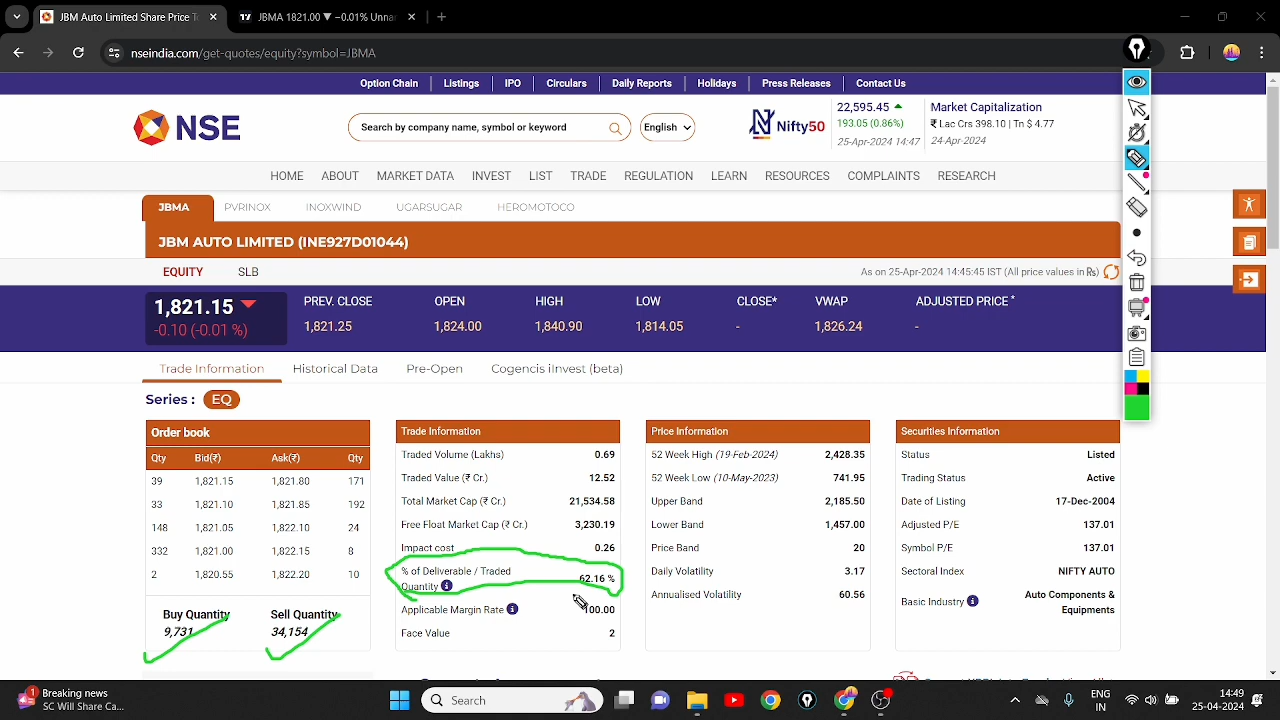 JBM Auto Limited Share Price T
JBMA 1821.00 ▼ −0.01% Unna
nseindia.com/get-quotes/equity?symbol=JBMA
Option Chain Listings IPO Circulars Daily Reports Holidays Press Releases Contact Us
NSE
Search by company name, symbol or keyword
English
Nifty50
22,595.45
193.05 (0.86%)
25-Apr-2024 14:47
Market Capitalization
₹ Lac Crs 398.10 | Tn $ 4.77
24-Apr-2024
HOME ABOUT MARKET DATA INVEST LIST TRADE REGULATION LEARN RESOURCES COMPLAINTS RESEARCH
JBMA PVRINOX INOXWIND UGARSUGAR HEROMOTOCO
JBM AUTO LIMITED (INE927D01044)
EQUITY SLB
As on 25-Apr-2024 14:45:45 IST (All price values in ₨)
1,821.15
-0.10 (-0.01 %)
PREV. CLOSE OPEN HIGH LOW CLOSE* VWAP ADJUSTED PRICE*
1,821.25 1,824.00 1,840.90 1,814.05 - 1,826.24 -
Trade Information Historical Data Pre-Open Cogencis iInvest (beta)
Series : EQ
Order book
Qty Bid(₹) Ask(₹) Qty
39 1,821.15 1,821.80 171
33 1,821.10 1,821.85 192
148 1,821.05 1,822.10 24
332 1,821.00 1,822.15 8
2 1,820.55 1,822.20 10
Buy Quantity Sell Quantity
9,731 34,154
Trade Information
Traded Volume (Lakhs) 0.69
Traded Value (₹ Cr.) 12.52
Total Market Cap (₹ Cr.) 21,534.58
Free Float Market Cap (₹ Cr.) 3,230.19
Impact cost 0.26
% of Deliverable / Traded
Quantity 62.16 %
Applicable Margin Rate 100.00
Face Value 2
Price Information
52 Week High (19-Feb-2024) 2,428.35
52 Week Low (10-May-2023) 741.95
Upper Band 2,185.50
Lower Band 1,457.00
Price Band 20
Daily Volatility 3.17
Annualised Volatility 60.56
Securities Information
Status Listed
Trading Status Active
Date of Listing 17-Dec-2004
Adjusted P/E 137.01
Symbol P/E 137.01
Sectoral Index NIFTY AUTO
Basic Industry Auto Components &
Equipments
1 Breaking news
SC Will Share Ca...
Search
ENG
IN
14:49
25-04-2024